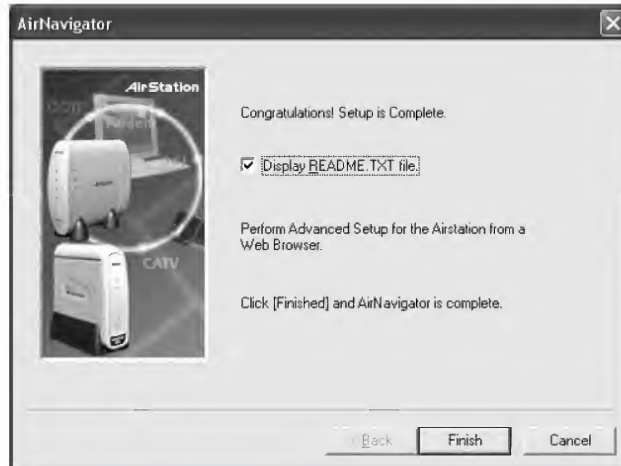 AirNavigator
AirStation
CATV
Congratulations! Setup is Complete.
Display README.TXT file.
Perform Advanced Setup for the Airstation from a
Web Browser.
Click [Finished] and AirNavigator is complete.
< Back
Finish
Cancel